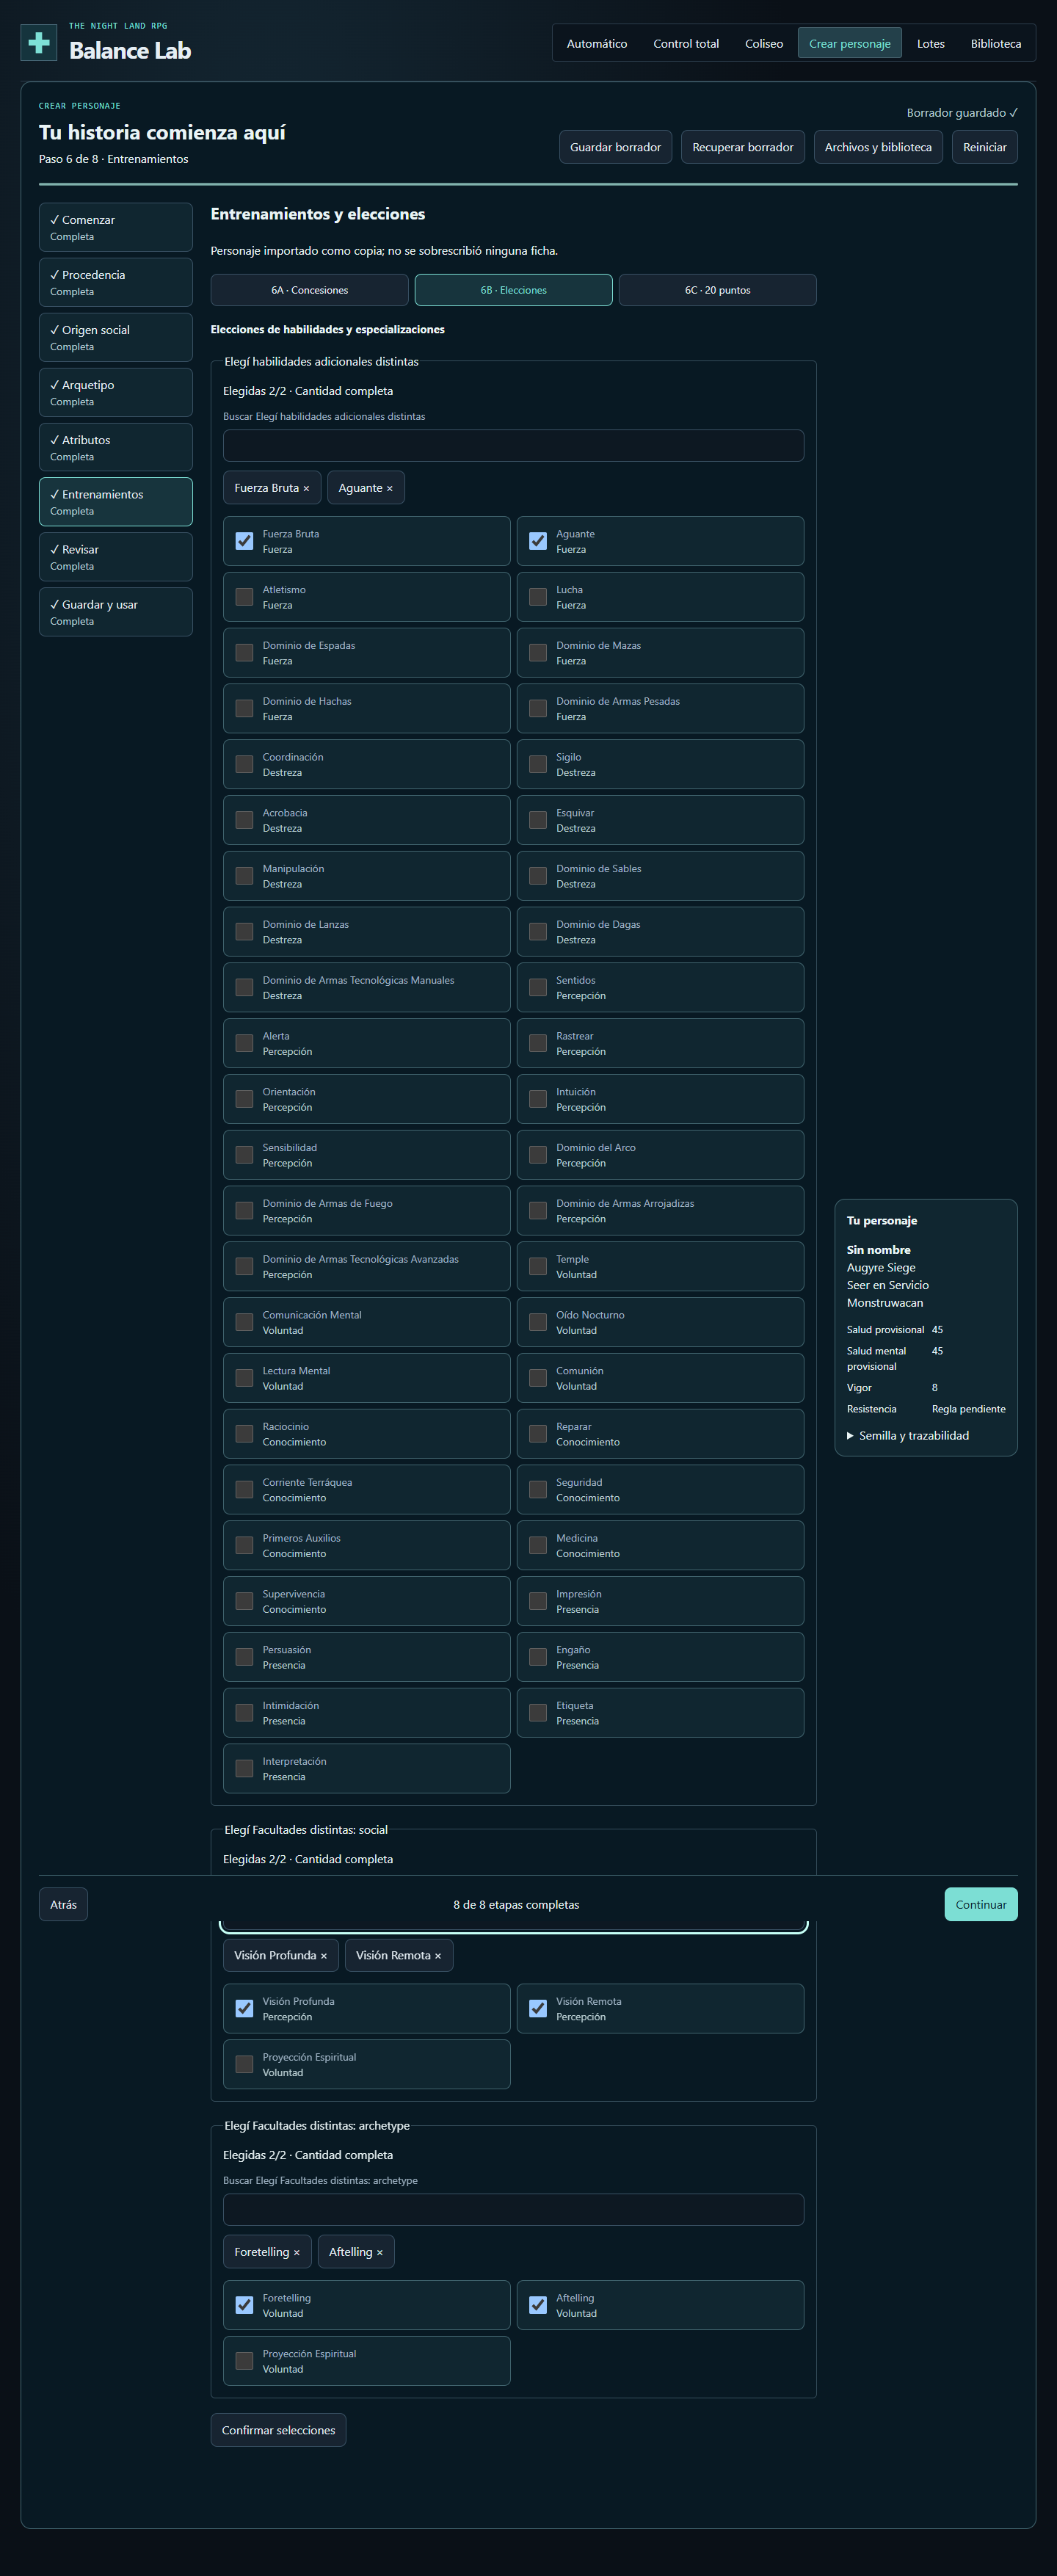 THE NIGHT LAND RPG
Balance Lab
Automático
Control total
Coliseo
Crear personaje
Lotes
Biblioteca
CREAR PERSONAJE
Tu historia comienza aquí
Paso 6 de 8 · Entrenamientos
Borrador guardado ✓
Guardar borrador
Recuperar borrador
Archivos y biblioteca
Reiniciar
✓ Comenzar
Completa
✓ Procedencia
Completa
✓ Origen social
Completa
✓ Arquetipo
Completa
✓ Atributos
Completa
✓ Entrenamientos
Completa
✓ Revisar
Completa
✓ Guardar y usar
Completa
Entrenamientos y elecciones
Personaje importado como copia; no se sobrescribió ninguna ficha.
6A · Concesiones
6B · Elecciones
6C · 20 puntos
Elecciones de habilidades y especializaciones
Elegí habilidades adicionales distintas
Elegidas 2/2 · Cantidad completa
Buscar Elegí habilidades adicionales distintas
Fuerza Bruta ×
Aguante ×
Fuerza Bruta
Fuerza
Aguante
Fuerza
Atletismo
Fuerza
Lucha
Fuerza
Dominio de Espadas
Fuerza
Dominio de Mazas
Fuerza
Dominio de Hachas
Fuerza
Dominio de Armas Pesadas
Fuerza
Coordinación
Destreza
Sigilo
Destreza
Acrobacia
Destreza
Esquivar
Destreza
Manipulación
Destreza
Dominio de Sables
Destreza
Dominio de Lanzas
Destreza
Dominio de Dagas
Destreza
Dominio de Armas Tecnológicas Manuales
Destreza
Sentidos
Percepción
Alerta
Percepción
Rastrear
Percepción
Orientación
Percepción
Intuición
Percepción
Sensibilidad
Percepción
Dominio del Arco
Percepción
Dominio de Armas de Fuego
Percepción
Dominio de Armas Arrojadizas
Percepción
Dominio de Armas Tecnológicas Avanzadas
Percepción
Temple
Voluntad
Comunicación Mental
Voluntad
Oído Nocturno
Voluntad
Lectura Mental
Voluntad
Comunión
Voluntad
Raciocinio
Conocimiento
Reparar
Conocimiento
Corriente Terráquea
Conocimiento
Seguridad
Conocimiento
Primeros Auxilios
Conocimiento
Medicina
Conocimiento
Supervivencia
Conocimiento
Impresión
Presencia
Persuasión
Presencia
Engaño
Presencia
Intimidación
Presencia
Etiqueta
Presencia
Interpretación
Presencia
Tu personaje
Sin nombre
Augyre Siege
Seer en Servicio
Monstruwacan
Salud provisional 45
Salud mental provisional 45
Vigor 8
Resistencia Regla pendiente
▶ Semilla y trazabilidad
Elegí Facultades distintas: social
Elegidas 2/2 · Cantidad completa
Atrás
8 de 8 etapas completas
Continuar
Visión Profunda ×
Visión Remota ×
Visión Profunda
Percepción
Visión Remota
Percepción
Proyección Espiritual
Voluntad
Elegí Facultades distintas: archetype
Elegidas 2/2 · Cantidad completa
Buscar Elegí Facultades distintas: archetype
Foretelling ×
Aftelling ×
Foretelling
Voluntad
Aftelling
Voluntad
Proyección Espiritual
Voluntad
Confirmar selecciones